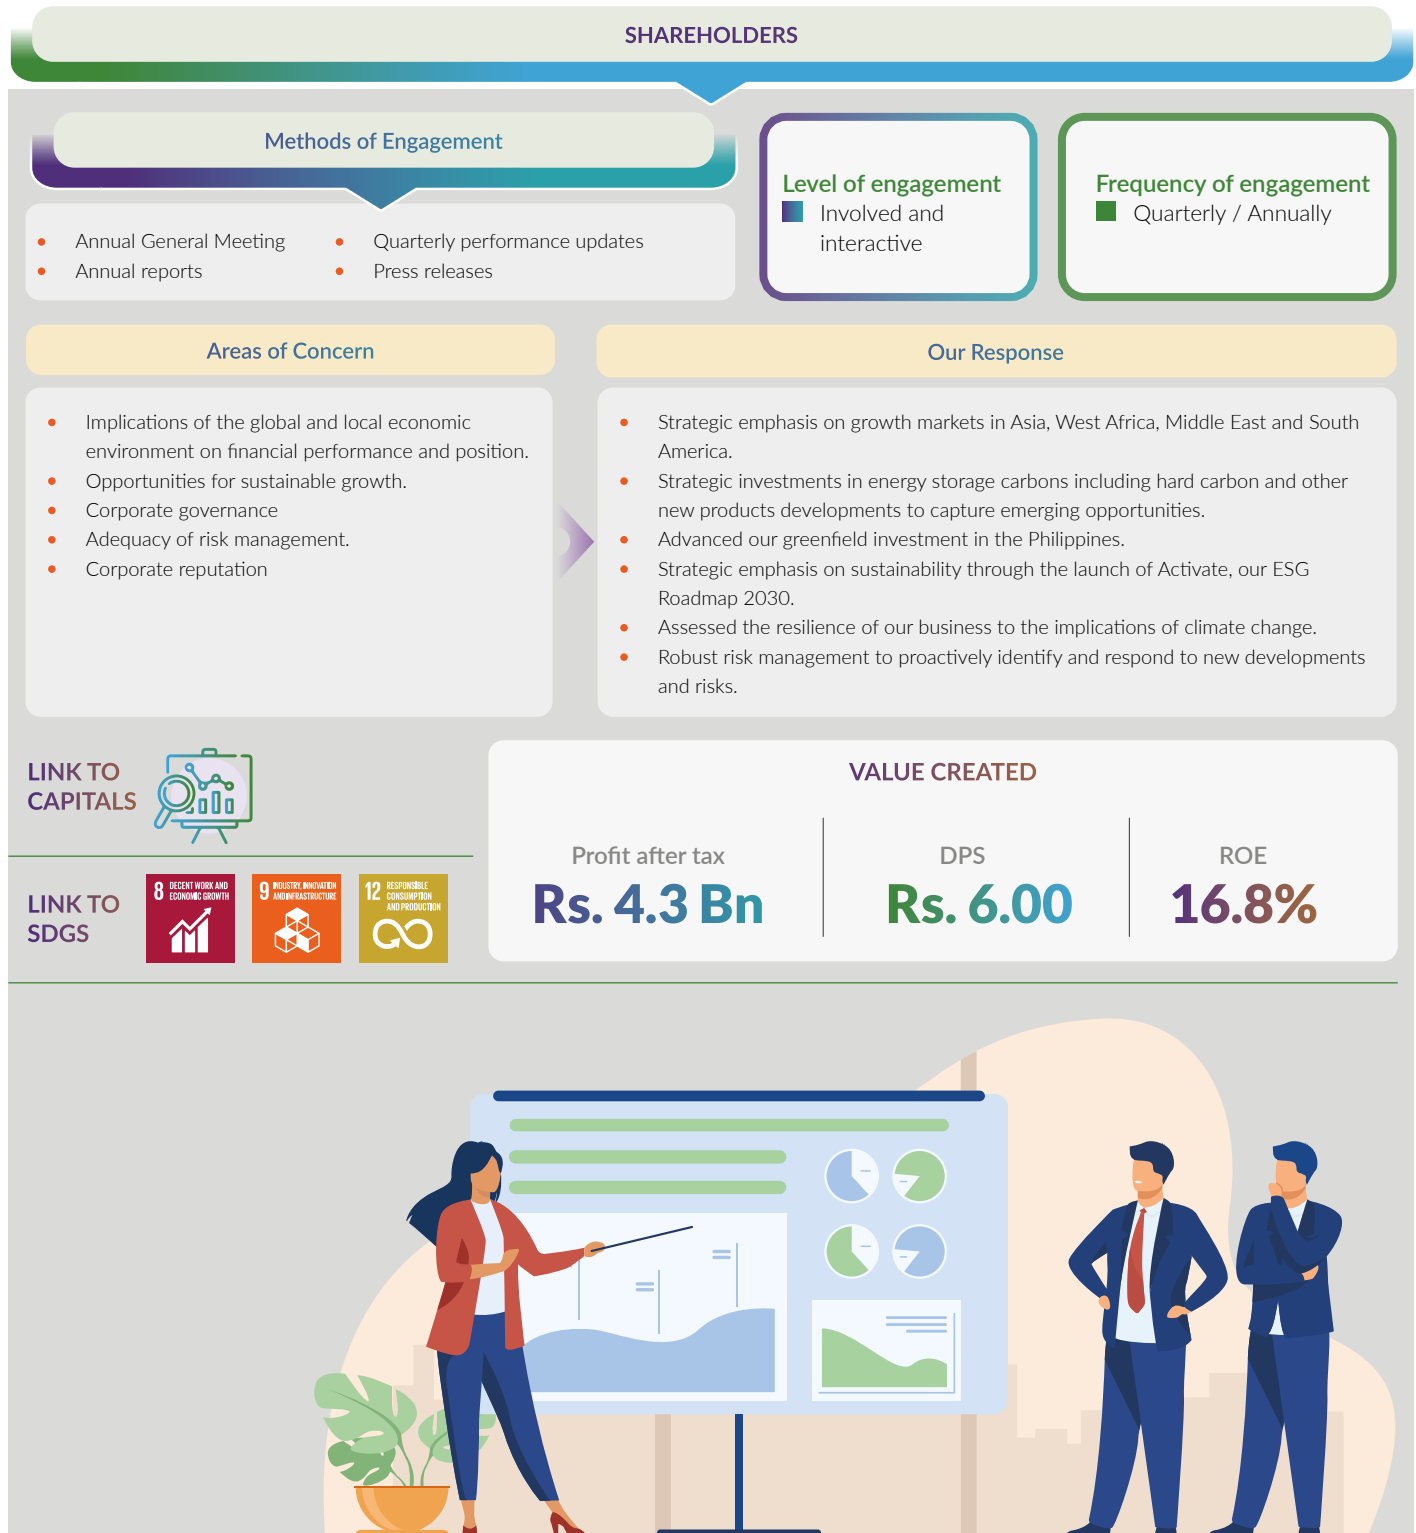 SHAREHOLDERS
Methods of Engagement
• Annual General Meeting
• Annual reports
• Quarterly performance updates
• Press releases
Level of engagement
Involved and
interactive
Frequency of engagement
Quarterly / Annually
Areas of Concern
• Implications of the global and local economic
environment on financial performance and position.
• Opportunities for sustainable growth.
• Corporate governance
• Adequacy of risk management.
• Corporate reputation
Our Response
• Strategic emphasis on growth markets in Asia, West Africa, Middle East and South
America.
• Strategic investments in energy storage carbons including hard carbon and other
new products developments to capture emerging opportunities.
• Advanced our greenfield investment in the Philippines.
• Strategic emphasis on sustainability through the launch of Activate, our ESG
Roadmap 2030.
• Assessed the resilience of our business to the implications of climate change.
• Robust risk management to proactively identify and respond to new developments
and risks.
LINK TO
CAPITALS
LINK TO
SDGS
8 DECENT WORK AND
ECONOMIC GROWTH
9 INDUSTRY, INNOVATION
AND INFRASTRUCTURE
12 RESPONSIBLE
CONSUMPTION
AND PRODUCTION
VALUE CREATED
Profit after tax
Rs. 4.3 Bn
DPS
Rs. 6.00
ROE
16.8%